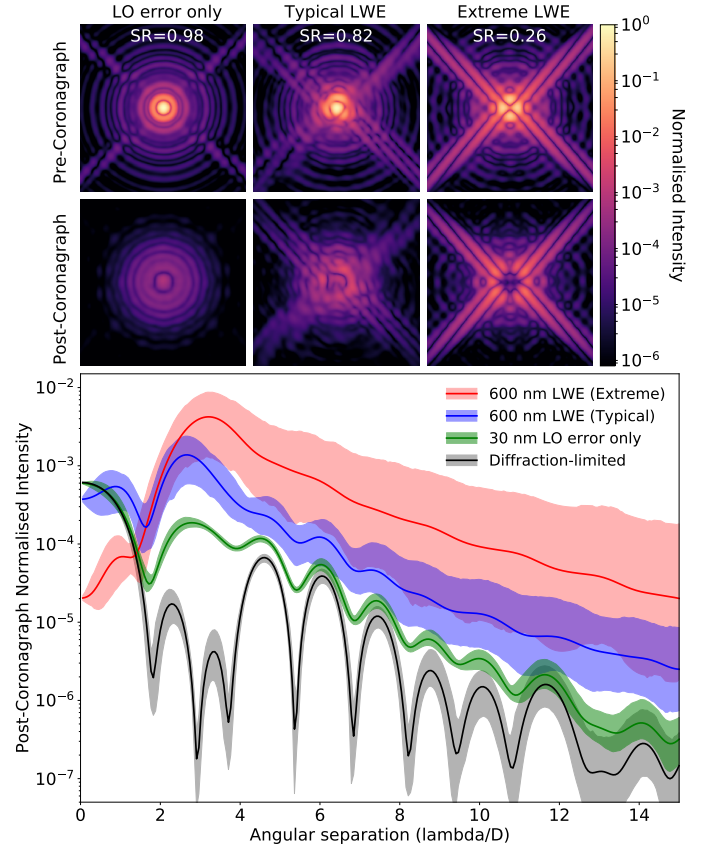 LO error only Typical LWE Extreme LWE
SR=0.98 SR=0.82 SR=0.26
Pre-Coronagraph
Post-Coronagraph
10⁰
10⁻¹
10⁻²
10⁻³
10⁻⁴
10⁻⁵
10⁻⁶
Normalised Intensity
Post-Coronagraph Normalised Intensity
10⁻²
10⁻³
10⁻⁴
10⁻⁵
10⁻⁶
10⁻⁷
600 nm LWE (Extreme)
600 nm LWE (Typical)
30 nm LO error only
Diffraction-limited
0 2 4 6 8 10 12 14
Angular separation (lambda/D)